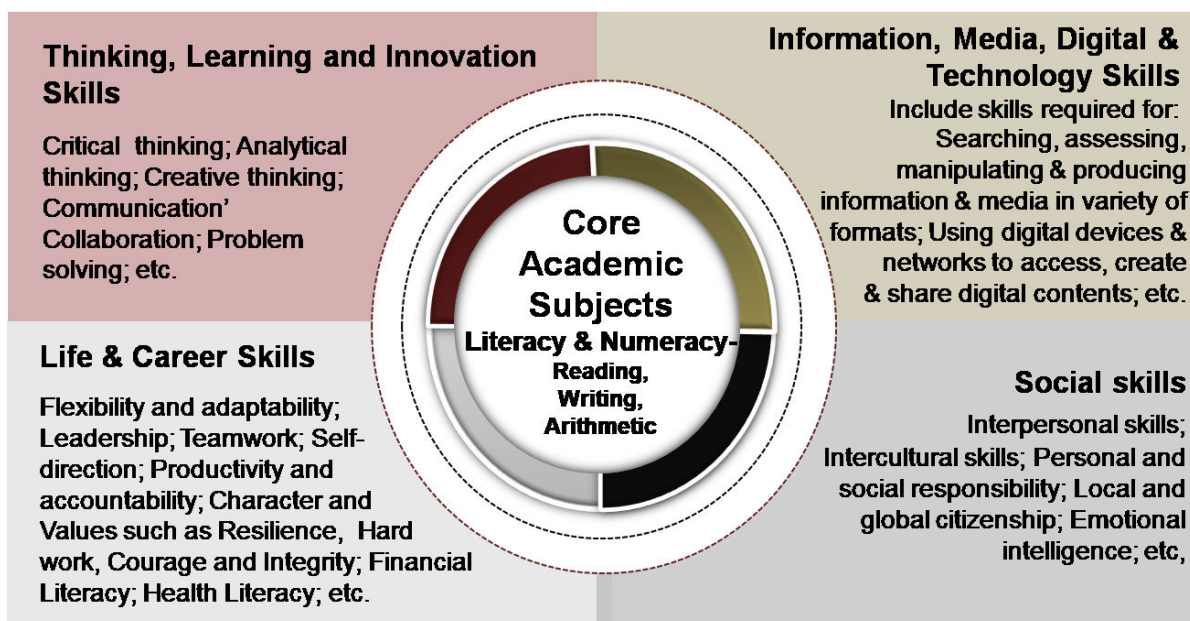 Thinking, Learning and Innovation
Skills
Critical thinking; Analytical
thinking; Creative thinking;
Communication’
Collaboration; Problem
solving; etc.
Information, Media, Digital &
Technology Skills
Include skills required for:
Searching, assessing,
manipulating & producing
information & media in variety of
formats; Using digital devices &
networks to access, create
& share digital contents; etc.
Core
Academic
Subjects
Literacy & Numeracy-
Reading,
Writing,
Arithmetic
Life & Career Skills
Flexibility and adaptability;
Leadership; Teamwork; Self-
direction; Productivity and
accountability; Character and
Values such as Resilience, Hard
work, Courage and Integrity; Financial
Literacy; Health Literacy; etc.
Social skills
Interpersonal skills;
Intercultural skills; Personal and
social responsibility; Local and
global citizenship; Emotional
intelligence; etc,